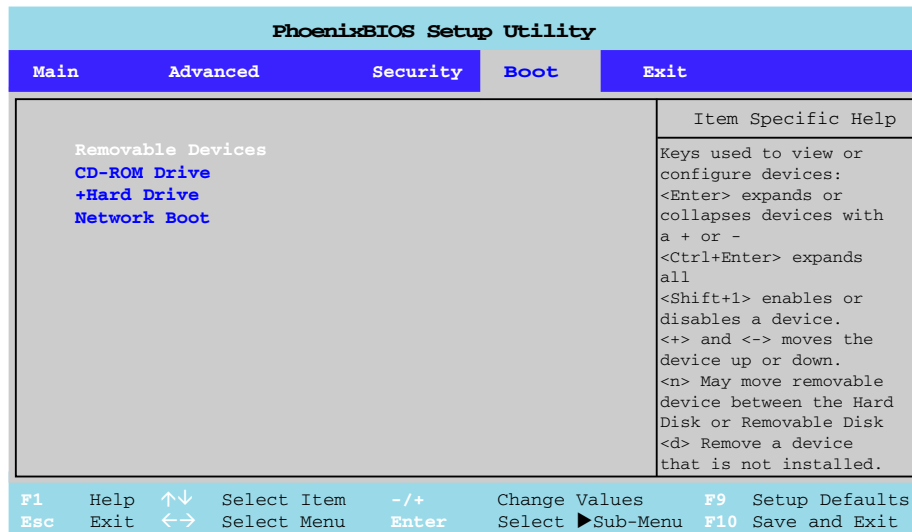 PhoenixBIOS Setup Utility
Main Advanced Security Boot Exit
Removable Devices
CD-ROM Drive
+Hard Drive
Network Boot
Item Specific Help
Keys used to view or
configure devices:
<Enter> expands or
collapses devices with
a + or -
<Ctrl+Enter> expands
all
<Shift+1> enables or
disables a device.
<+> and <-> moves the
device up or down.
<n> May move removable
device between the Hard
Disk or Removable Disk
<d> Remove a device
that is not installed.
F1 Help ↑↓ Select Item -/+ Change Values F9 Setup Defaults
Esc Exit ←→ Select Menu Enter Select ▶Sub-Menu F10 Save and Exit